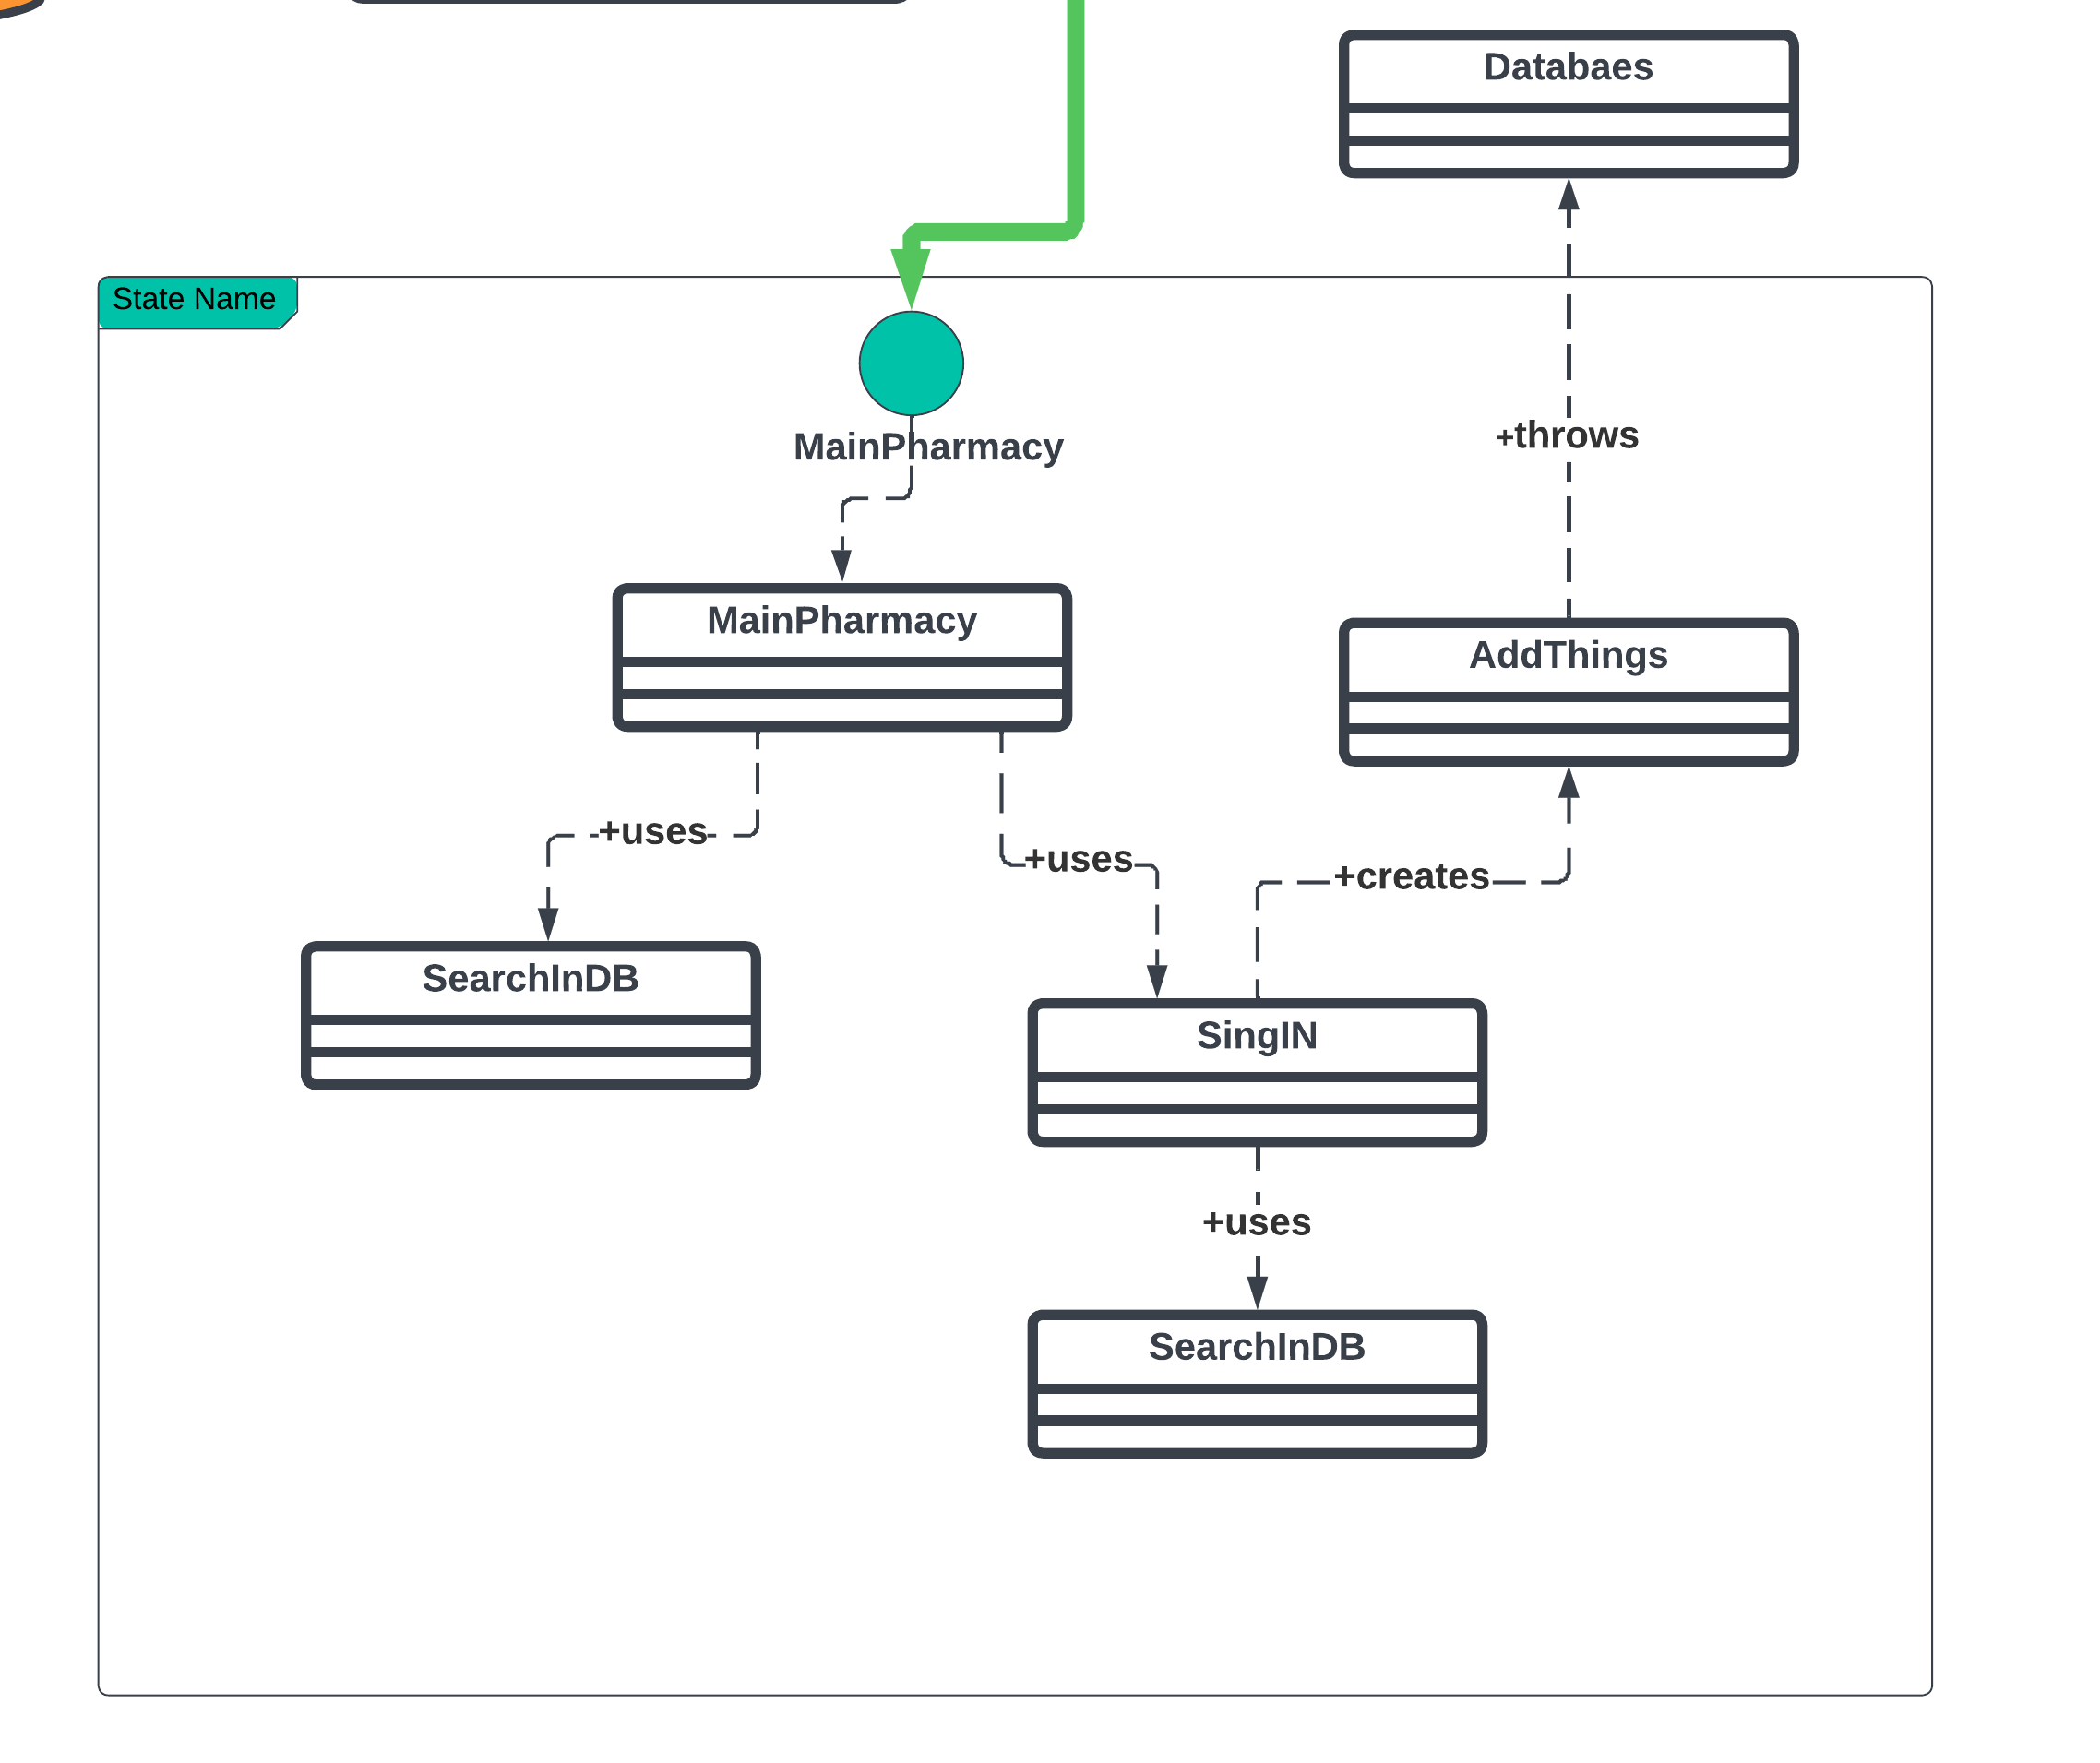 Databaes
State Name
+throws
MainPharmacy
MainPharmacy
AddThings
+uses
+uses
+creates
SearchInDB
SingIN
+uses
SearchInDB